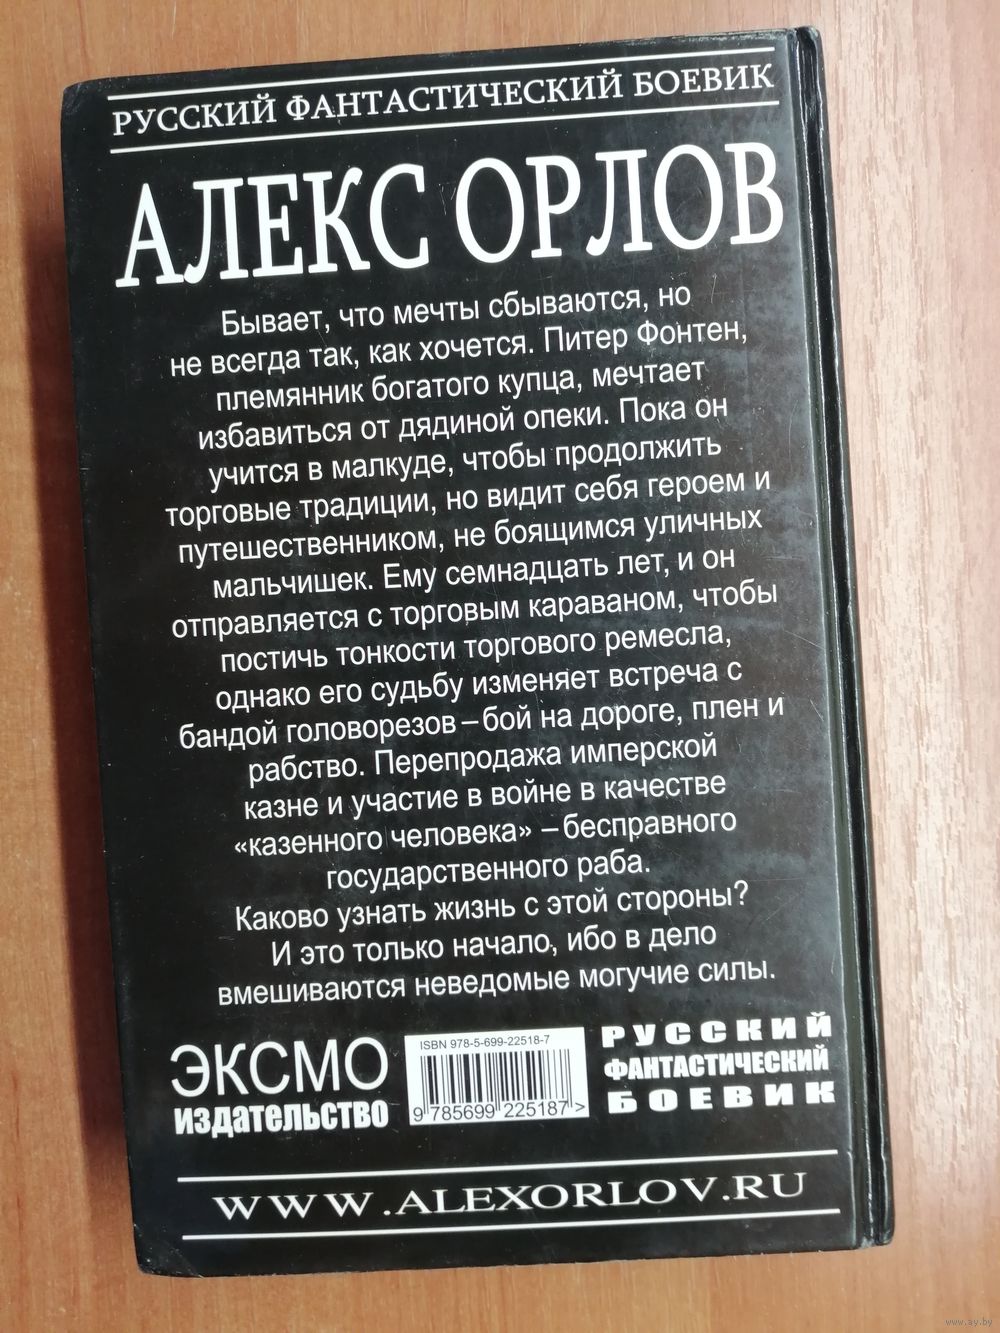 РУССКИЙ ФАНТАСТИЧЕСКИЙ БОЕВИК
АЛЕКС ОРЛОВ
Бывает, что мечты сбываются, но
не всегда так, как хочется. Питер Фонтен,
племянник богатого купца, мечтает
избавиться от дядиной опеки. Пока он
учится в малкуде, чтобы продолжить
торговые традиции, но видит себя героем и
путешественником, не боящимся уличных
мальчишек. Ему семнадцать лет, и он
отправляется с торговым караваном, чтобы
постичь тонкости торгового ремесла,
однако его судьбу изменяет встреча с
бандой головорезов – бой на дороге, плен и
рабство. Перепродажа имперской
казне и участие в войне в качестве
«казенного человека» – бесправного
государственного раба.
Каково узнать жизнь с этой стороны?
И это только начало, ибо в дело
вмешиваются неведомые могучие силы.
ЭКСМО
издательство
ISBN 978-5-699-22518-7
9 785699 225187 >
РУССКИЙ
ФАНТАСТИЧЕСКИЙ
БОЕВИК
WWW.ALEXORLOV.RU
www.ay.by